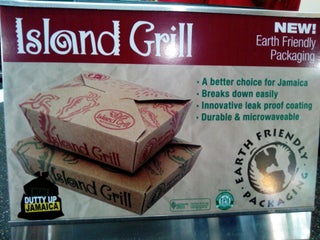 Island Grill
NEW!
Earth Friendly
Packaging
· A better choice for Jamaica
· Breaks down easily
· Innovative leak proof coating
· Durable & microwaveable
Island Grill
Island Grill
EARTH FRIENDLY
· PACKAGING ·
DUTTY UP
JAMAICA